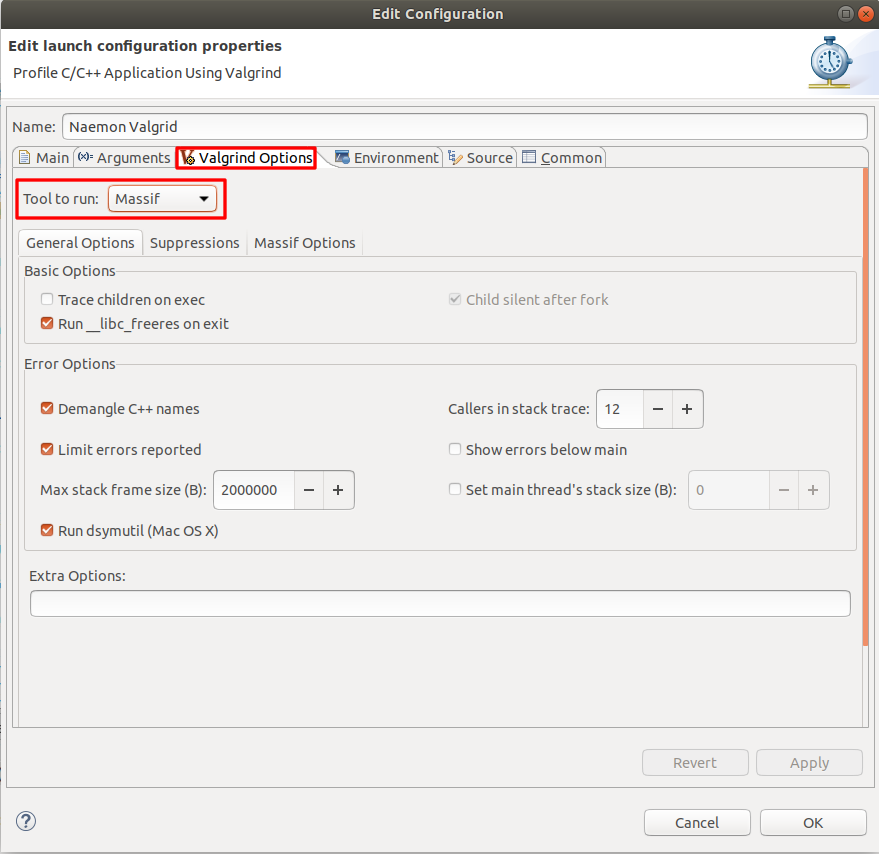 Edit Configuration
Edit launch configuration properties
Profile C/C++ Application Using Valgrind
Name: Naemon Valgrid
Main (x)= Arguments Valgrind Options Environment Source Common
Tool to run: Massif
General Options Suppressions Massif Options
Basic Options
Trace children on exec Child silent after fork
Run __libc_freeres on exit
Error Options
Demangle C++ names Callers in stack trace: 12 − +
Limit errors reported Show errors below main
Max stack frame size (B): 2000000 − + Set main thread's stack size (B): 0 − +
Run dsymutil (Mac OS X)
Extra Options:
Revert Apply
? Cancel OK